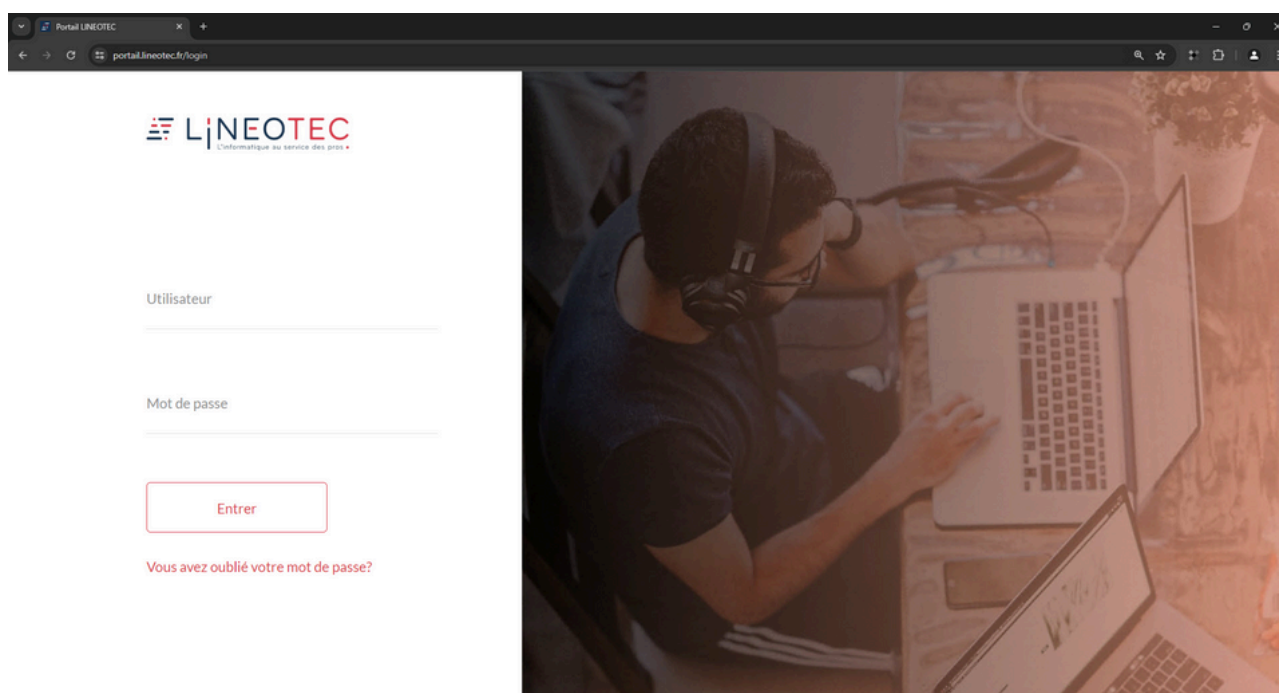 Portail LINEOTEC
portail.lineotec.fr/login
LiNEOTEC
L'informatique au service des pros
Utilisateur
Mot de passe
Entrer
Vous avez oublié votre mot de passe?